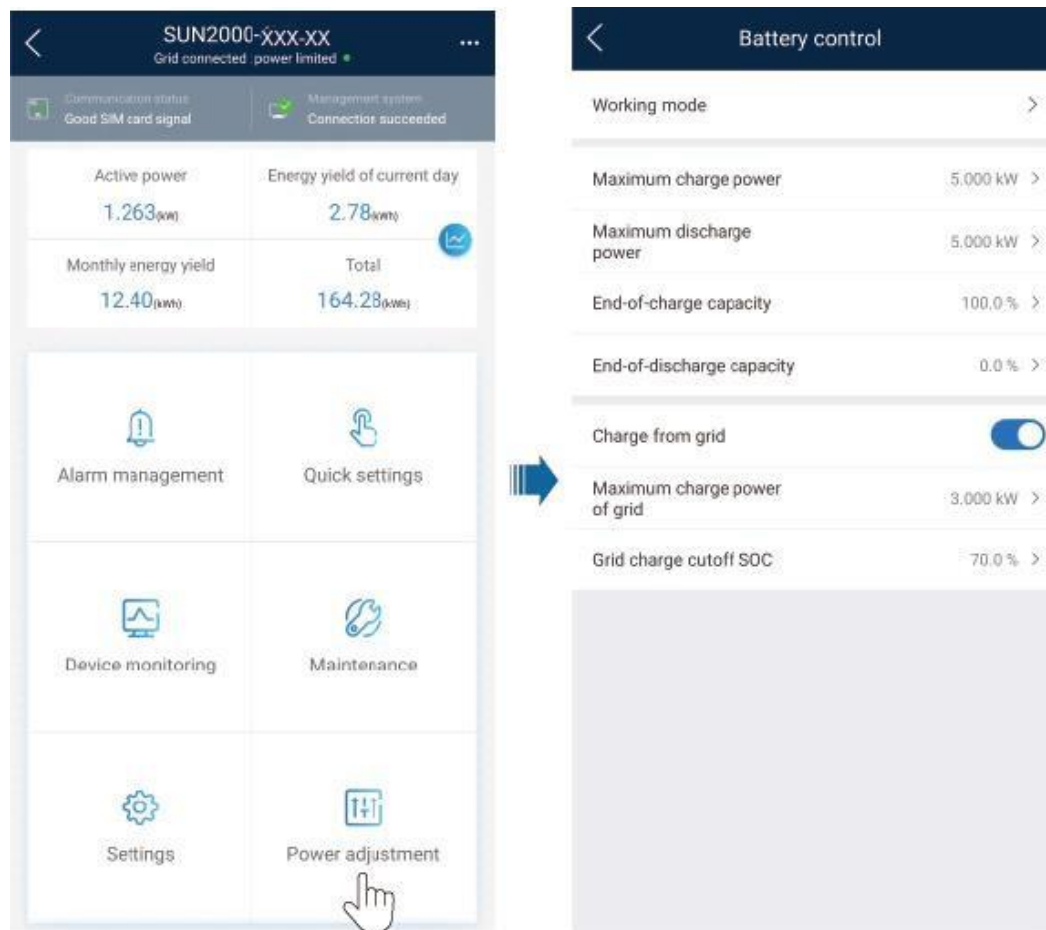 SUN2000-XXX-XX
Grid connected :power limited
Communication status
Good SIM card signal
Management system
Connection succeeded
Active power
1.263(kW)
Energy yield of current day
2.78(kWh)
Monthly energy yield
12.40(kWh)
Total
164.28(kWh)
Alarm management
Quick settings
Device monitoring
Maintenance
Settings
Power adjustment
Battery control
Working mode
Maximum charge power
5.000 kW
Maximum discharge
power
5.000 kW
End-of-charge capacity
100.0 %
End-of-discharge capacity
0.0 %
Charge from grid
Maximum charge power
of grid
3.000 kW
Grid charge cutoff SOC
70.0 %